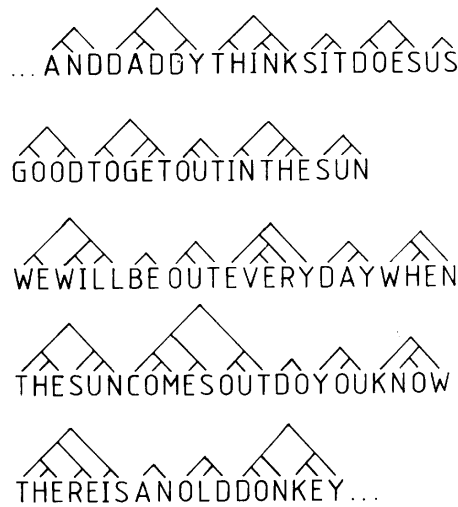 ...ANDDADDYTHINKSITDOESUS
GOODTOGETOUTINTHESUN
WEWILLBEOUTEVERYDAYWHEN
THESUNCOMESOUTDOYOUKNOW
THEREISANOLDDONKEY...